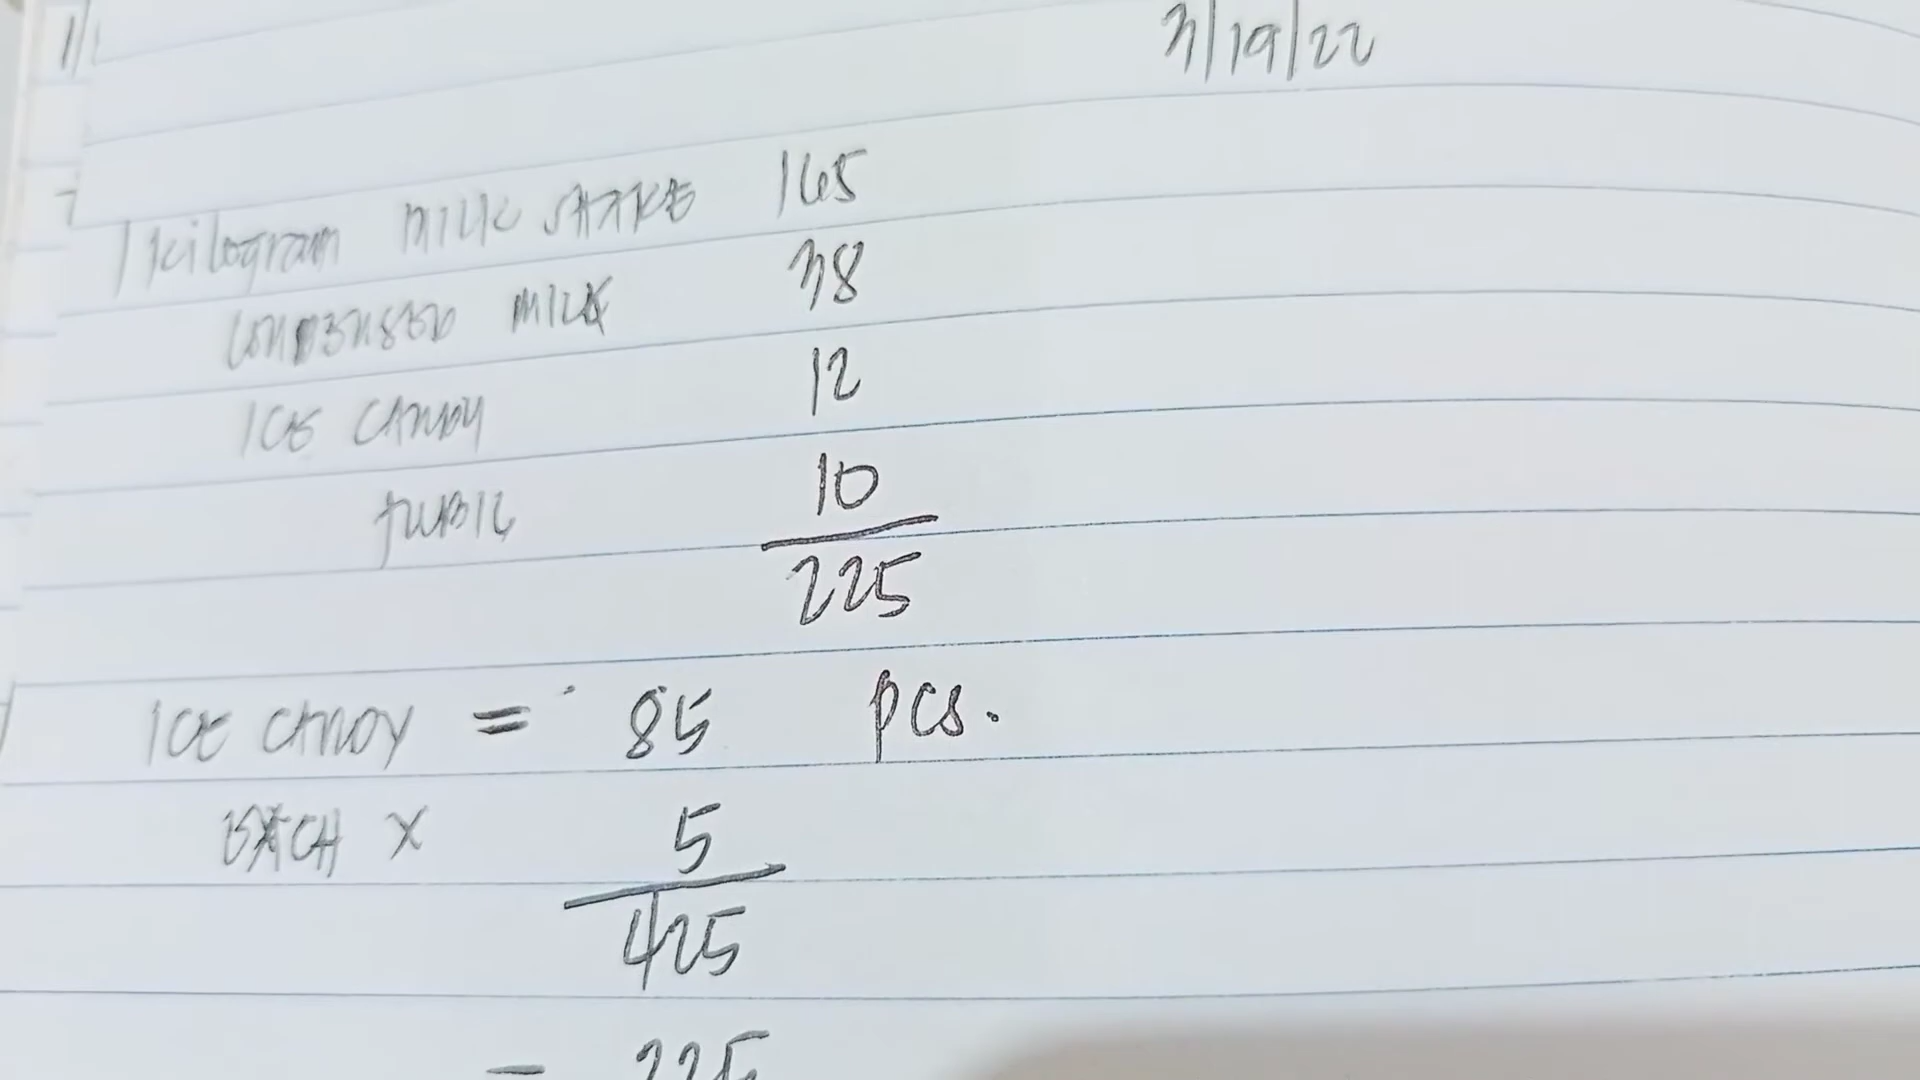 3/19/22
1 kilogram MILK SHAKE 165
CONDENSED MILK 38
ICE CANDY 12
TUBIG 10
225
ICE CANDY = 85 pcs.
EACH X 5
425
- 225